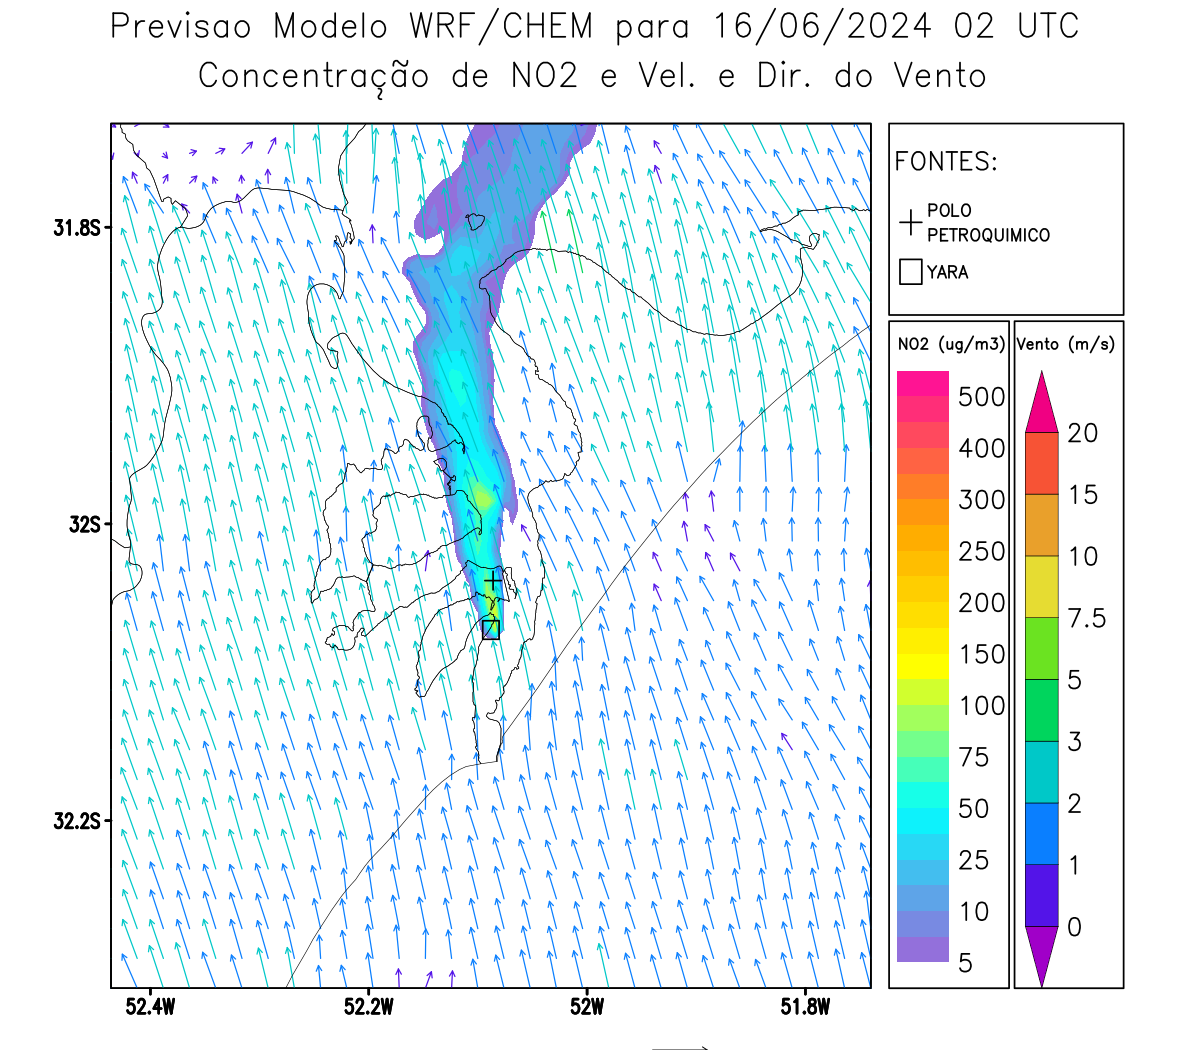 Previsao Modelo WRF/CHEM para 16/06/2024 02 UTC
Concentração de NO2 e Vel. e Dir. do Vento
FONTES:
POLO
PETROQUIMICO
YARA
NO2 (ug/m3)
500
400
300
250
200
150
100
75
50
25
10
5
Vento (m/s)
20
15
10
7.5
5
3
2
1
0
31.8S
32S
32.2S
52.4W
52.2W
52W
51.8W